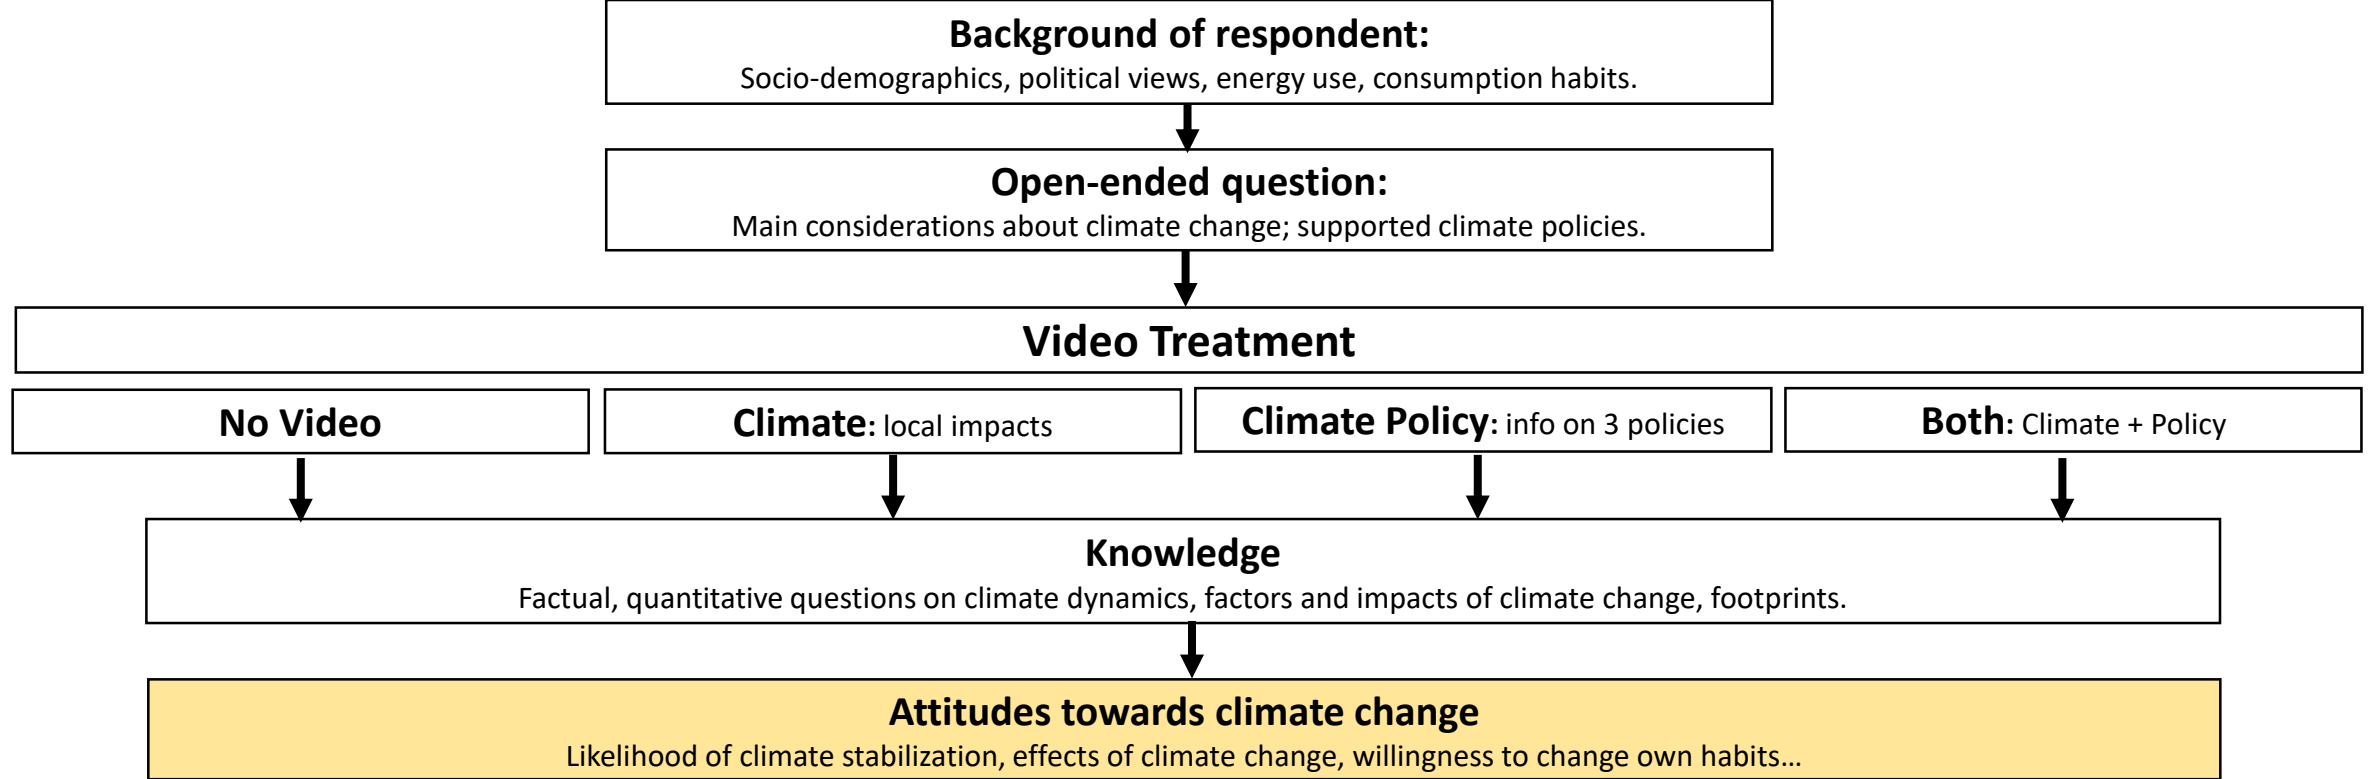 Background of respondent:
Socio-demographics, political views, energy use, consumption habits.
Open-ended question:
Main considerations about climate change; supported climate policies.
Video Treatment
No Video
Climate: local impacts
Climate Policy: info on 3 policies
Both: Climate + Policy
Knowledge
Factual, quantitative questions on climate dynamics, factors and impacts of climate change, footprints.
Attitudes towards climate change
Likelihood of climate stabilization, effects of climate change, willingness to change own habits...